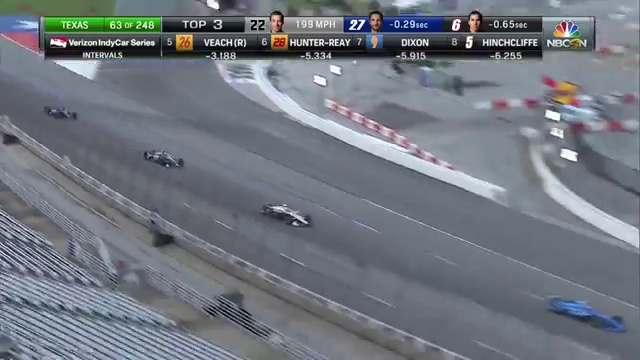 TEXAS 63 OF 248 TOP 3 22 199 MPH 27 -0.29sec 6 -0.65sec
Verizon IndyCar Series 5 26 VEACH (R) 6 28 HUNTER-REAY 7 9 DIXON 8 5 HINCHCLIFFE NBCSN
INTERVALS -3.188 -5.334 -5.915 -6.255